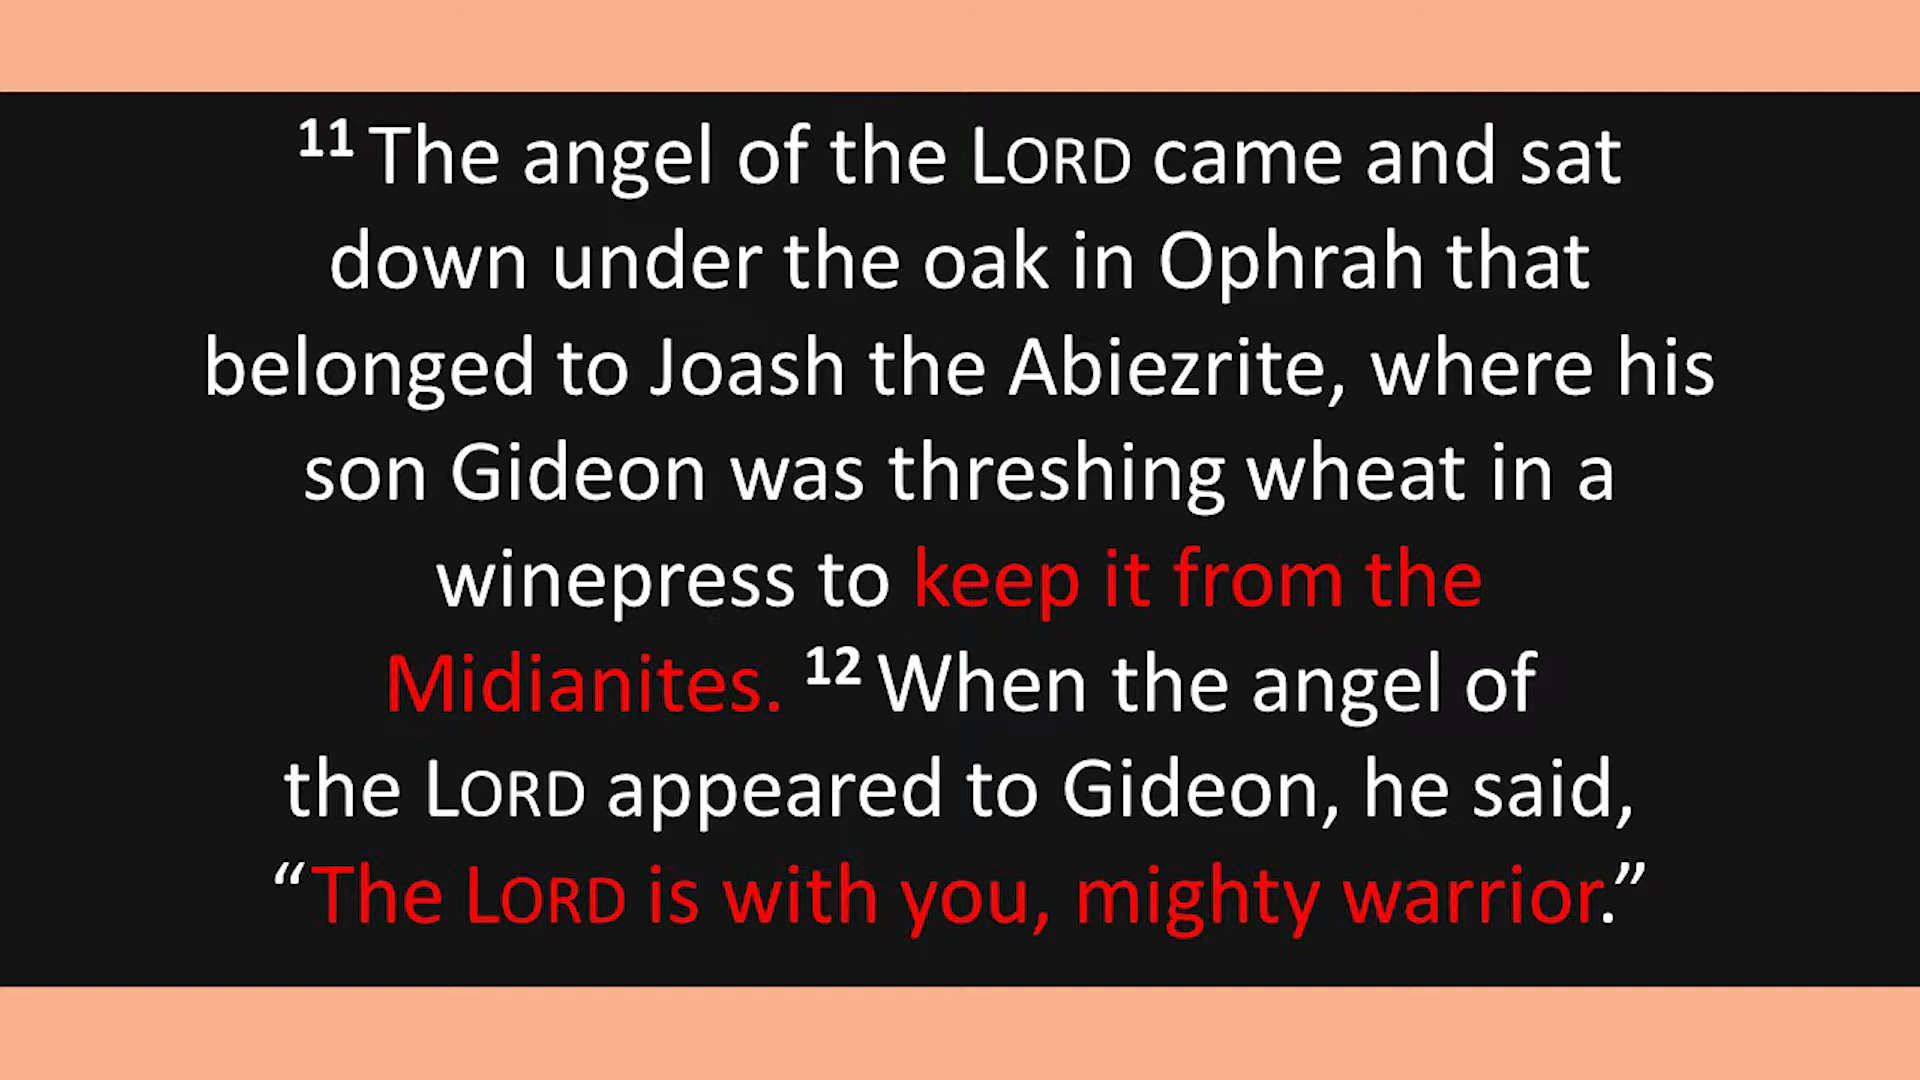 11 The angel of the LORD came and sat
down under the oak in Ophrah that
belonged to Joash the Abiezrite, where his
son Gideon was threshing wheat in a
winepress to keep it from the
Midianites. 12 When the angel of
the LORD appeared to Gideon, he said,
“The LORD is with you, mighty warrior.”